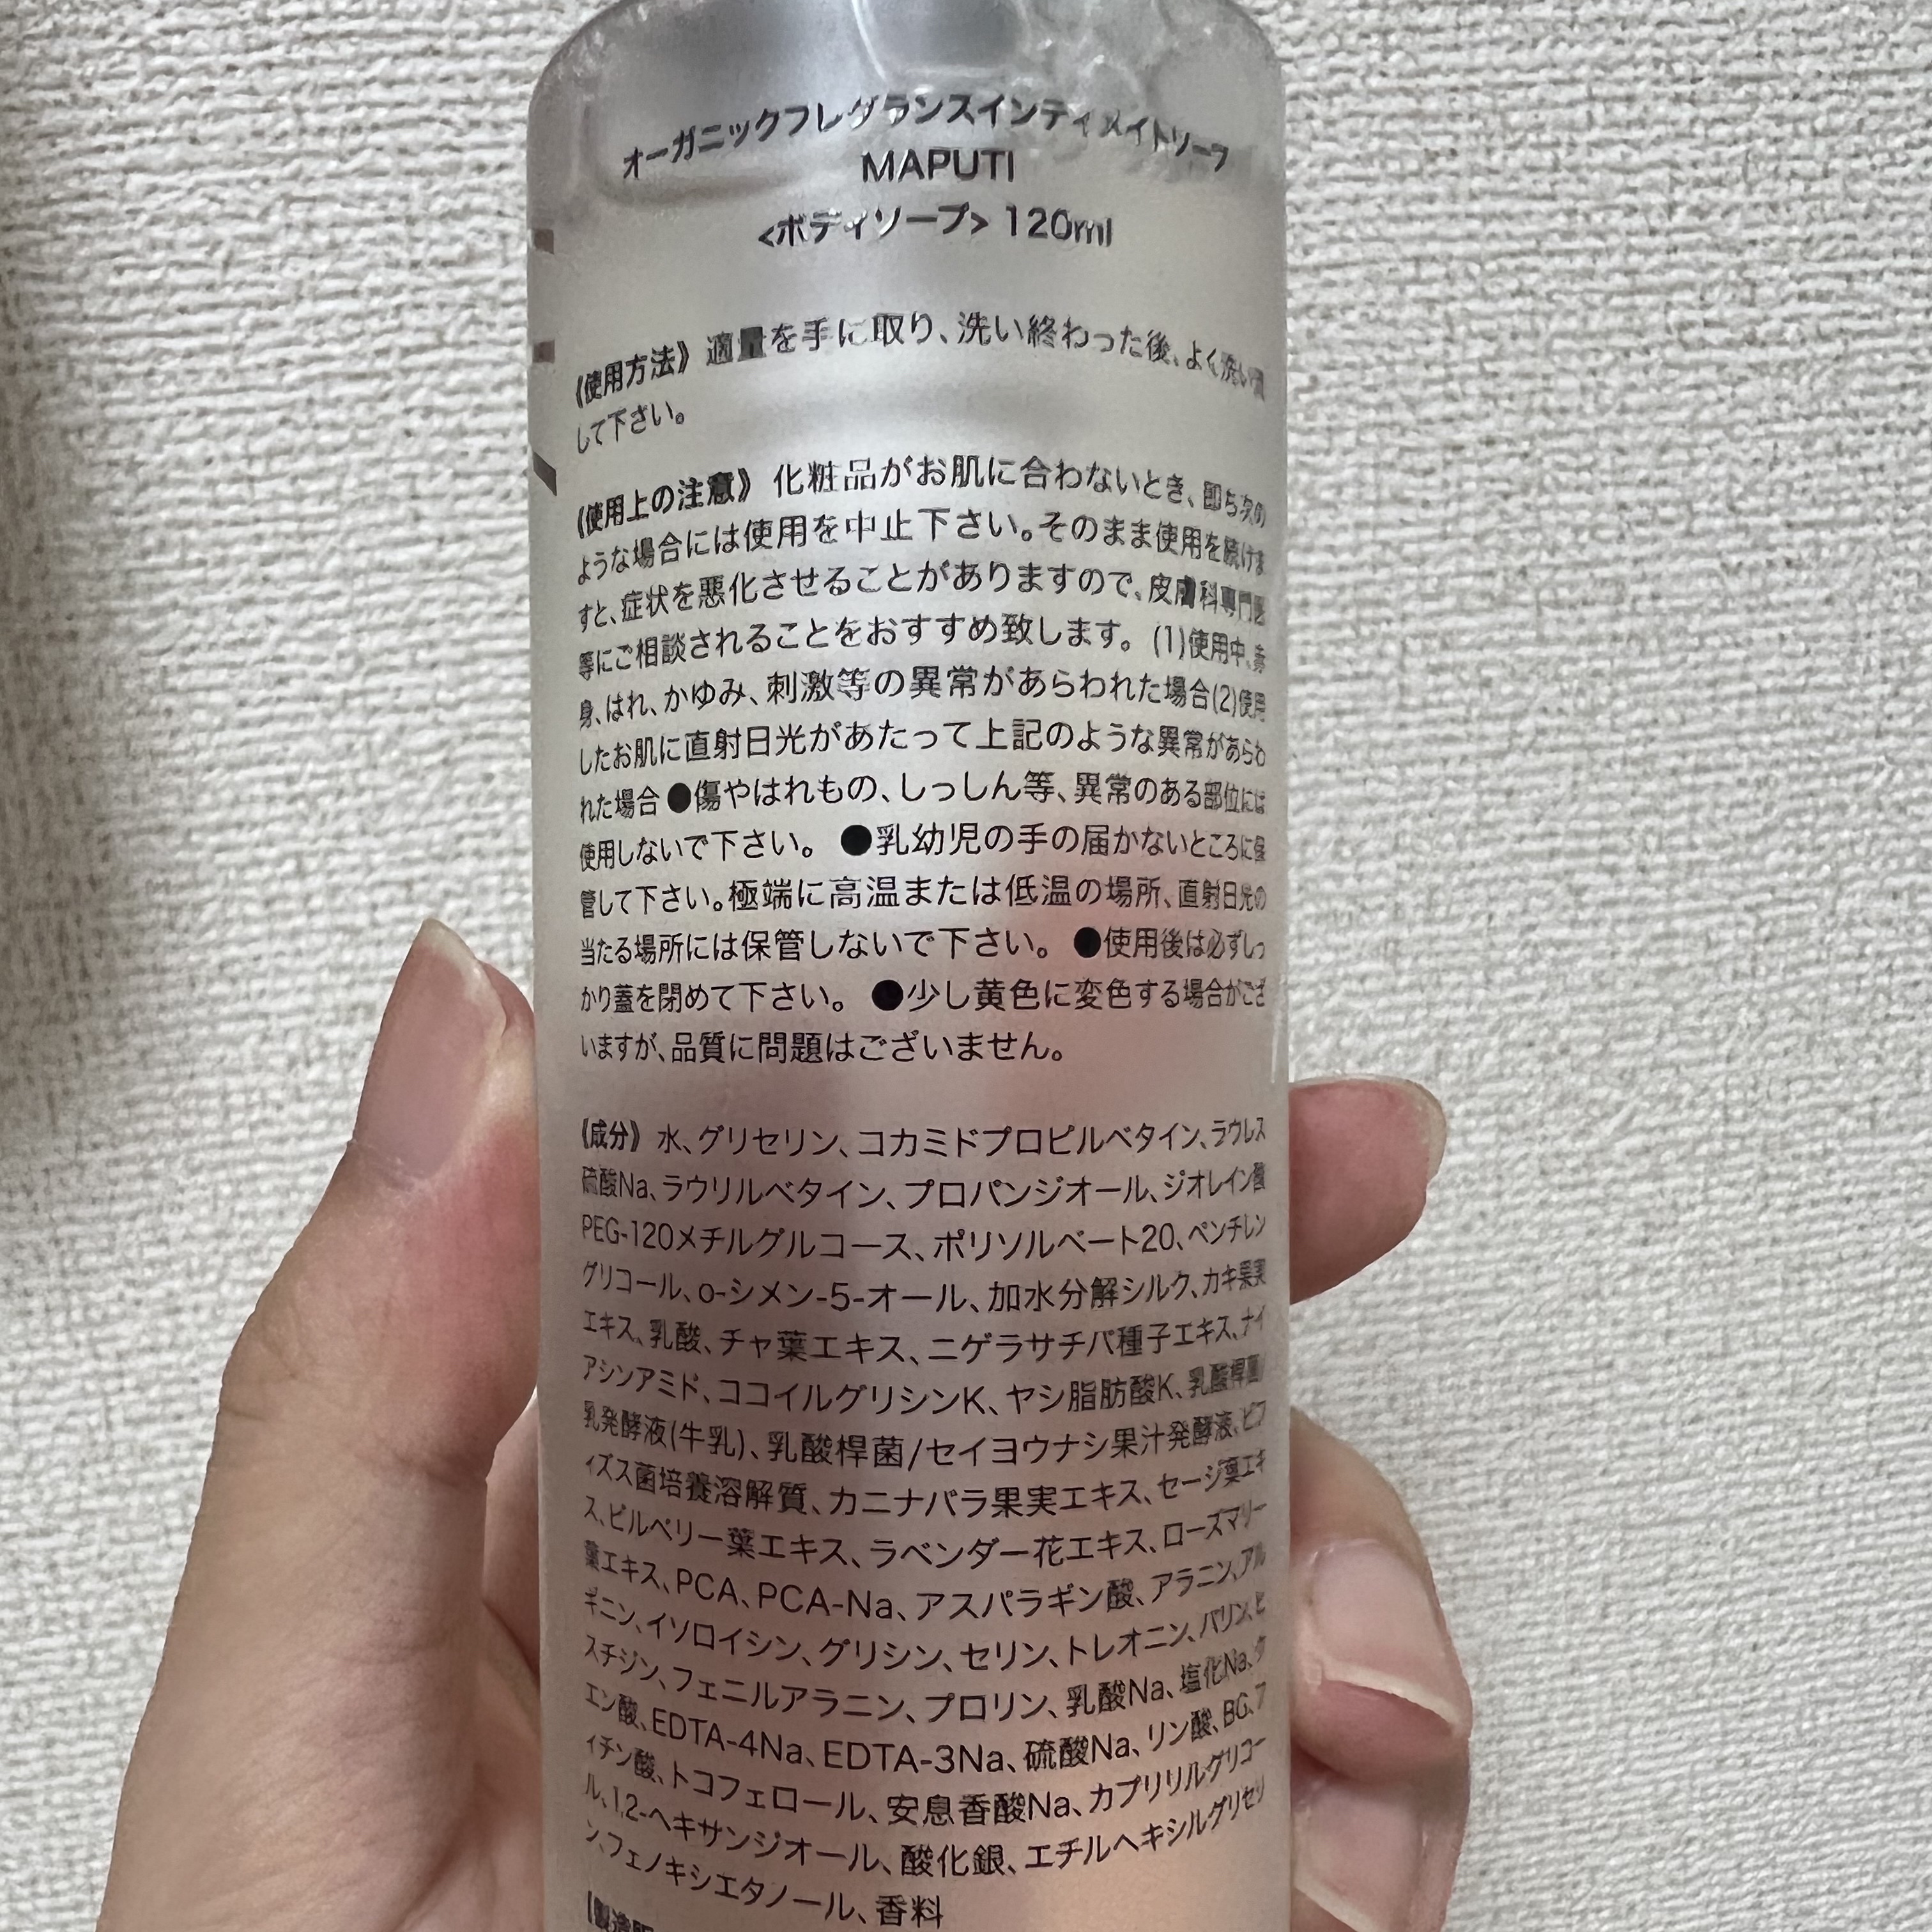 オーガニックフレグランスインティメイトソープ
MAPUTI
<ボディソープ> 120ml
《使用方法》 適量を手に取り、洗い終わった後、よく洗い流
して下さい。
《使用上の注意》 化粧品がお肌に合わないとき、即ち次の
ような場合には使用を中止下さい。そのまま使用を続けま
すと、症状を悪化させることがありますので、皮膚科専門医
等にご相談されることをおすすめ致します。 (1)使用中、赤
身、はれ、かゆみ、刺激等の異常があらわれた場合(2)使用
したお肌に直射日光があたって上記のような異常があらわ
れた場合 ●傷やはれもの、しっしん等、異常のある部位には
使用しないで下さい。 ●乳幼児の手の届かないところに保
管して下さい。極端に高温または低温の場所、直射日光の
当たる場所には保管しないで下さい。 ●使用後は必ずしっ
かり蓋を閉めて下さい。 ●少し黄色に変色する場合がござ
いますが、品質に問題はございません。
《成分》 水、グリセリン、コカミドプロピルベタイン、ラウレス
硫酸Na、ラウリルベタイン、プロパンジオール、ジオレイン酸
PEG-120メチルグルコース、ポリソルベート20、ペンチレン
グリコール、o-シメン-5-オール、加水分解シルク、カキ果実
エキス、乳酸、チャ葉エキス、ニゲラサチバ種子エキス、ナイ
アシンアミド、ココイルグリシンK、ヤシ脂肪酸K、乳酸桿菌/
乳発酵液(牛乳)、乳酸桿菌/セイヨウナシ果汁発酵液、ビフ
ィズス菌培養溶解質、カニナバラ果実エキス、セージ葉エキ
ス、ビルベリー葉エキス、ラベンダー花エキス、ローズマリー
葉エキス、PCA、PCA-Na、アスパラギン酸、アラニン、アル
ギニン、イソロイシン、グリシン、セリン、トレオニン、バリン、ヒ
スチジン、フェニルアラニン、プロリン、乳酸Na、塩化Na、ク
エン酸、EDTA-4Na、EDTA-3Na、硫酸Na、リン酸、BG、フ
ィチン酸、トコフェロール、安息香酸Na、カプリリルグリコー
ル、1,2-ヘキサンジオール、酸化銀、エチルヘキシルグリセリ
ン、フェノキシエタノール、香料